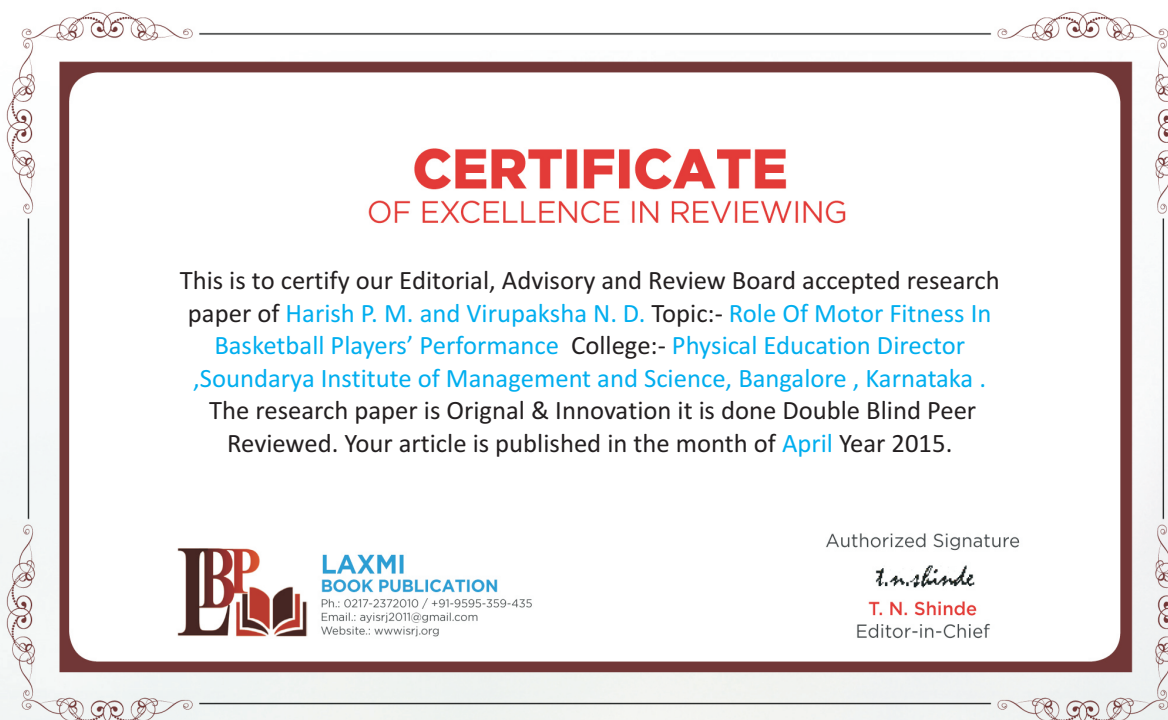 CERTIFICATE
OF EXCELLENCE IN REVIEWING
This is to certify our Editorial, Advisory and Review Board accepted research
paper of Harish P. M. and Virupaksha N. D. Topic:- Role Of Motor Fitness In
Basketball Players’ Performance College:- Physical Education Director
,Soundarya Institute of Management and Science, Bangalore , Karnataka .
The research paper is Orignal & Innovation it is done Double Blind Peer
Reviewed. Your article is published in the month of April Year 2015.
LBP
LAXMI
BOOK PUBLICATION
Ph.: 0217-2372010 / +91-9595-359-435
Email.: ayisrj2011@gmail.com
Website.: wwwisrj.org
Authorized Signature
t.n.shinde
T. N. Shinde
Editor-in-Chief